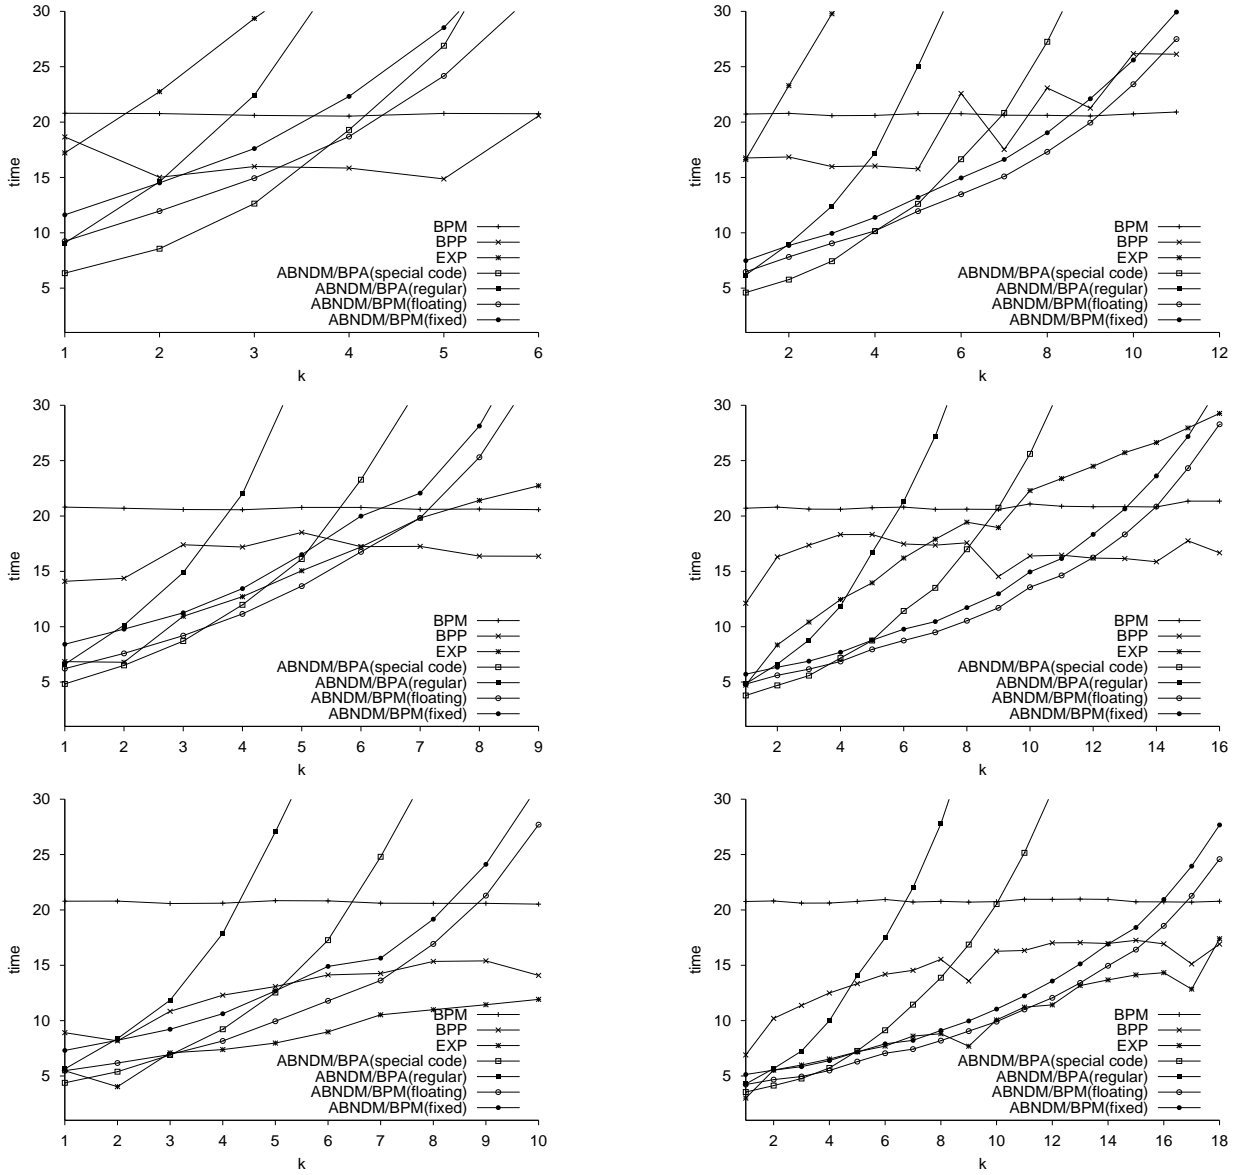 30
25
20
15
10
5
time
BPM
BPP
EXP
ABNDM/BPA(special code)
ABNDM/BPA(regular)
ABNDM/BPM(floating)
ABNDM/BPM(fixed)
1 2 3 4 5 6
k
30
25
20
15
10
5
time
BPM
BPP
EXP
ABNDM/BPA(special code)
ABNDM/BPA(regular)
ABNDM/BPM(floating)
ABNDM/BPM(fixed)
2 4 6 8 10 12
k
30
25
20
15
10
5
time
BPM
BPP
EXP
ABNDM/BPA(special code)
ABNDM/BPA(regular)
ABNDM/BPM(floating)
ABNDM/BPM(fixed)
1 2 3 4 5 6 7 8 9
k
30
25
20
15
10
5
time
BPM
BPP
EXP
ABNDM/BPA(special code)
ABNDM/BPA(regular)
ABNDM/BPM(floating)
ABNDM/BPM(fixed)
2 4 6 8 10 12 14 16
k
30
25
20
15
10
5
time
BPM
BPP
EXP
ABNDM/BPA(special code)
ABNDM/BPA(regular)
ABNDM/BPM(floating)
ABNDM/BPM(fixed)
1 2 3 4 5 6 7 8 9 10
k
30
25
20
15
10
5
time
BPM
BPP
EXP
ABNDM/BPA(special code)
ABNDM/BPA(regular)
ABNDM/BPM(floating)
ABNDM/BPM(fixed)
2 4 6 8 10 12 14 16 18
k